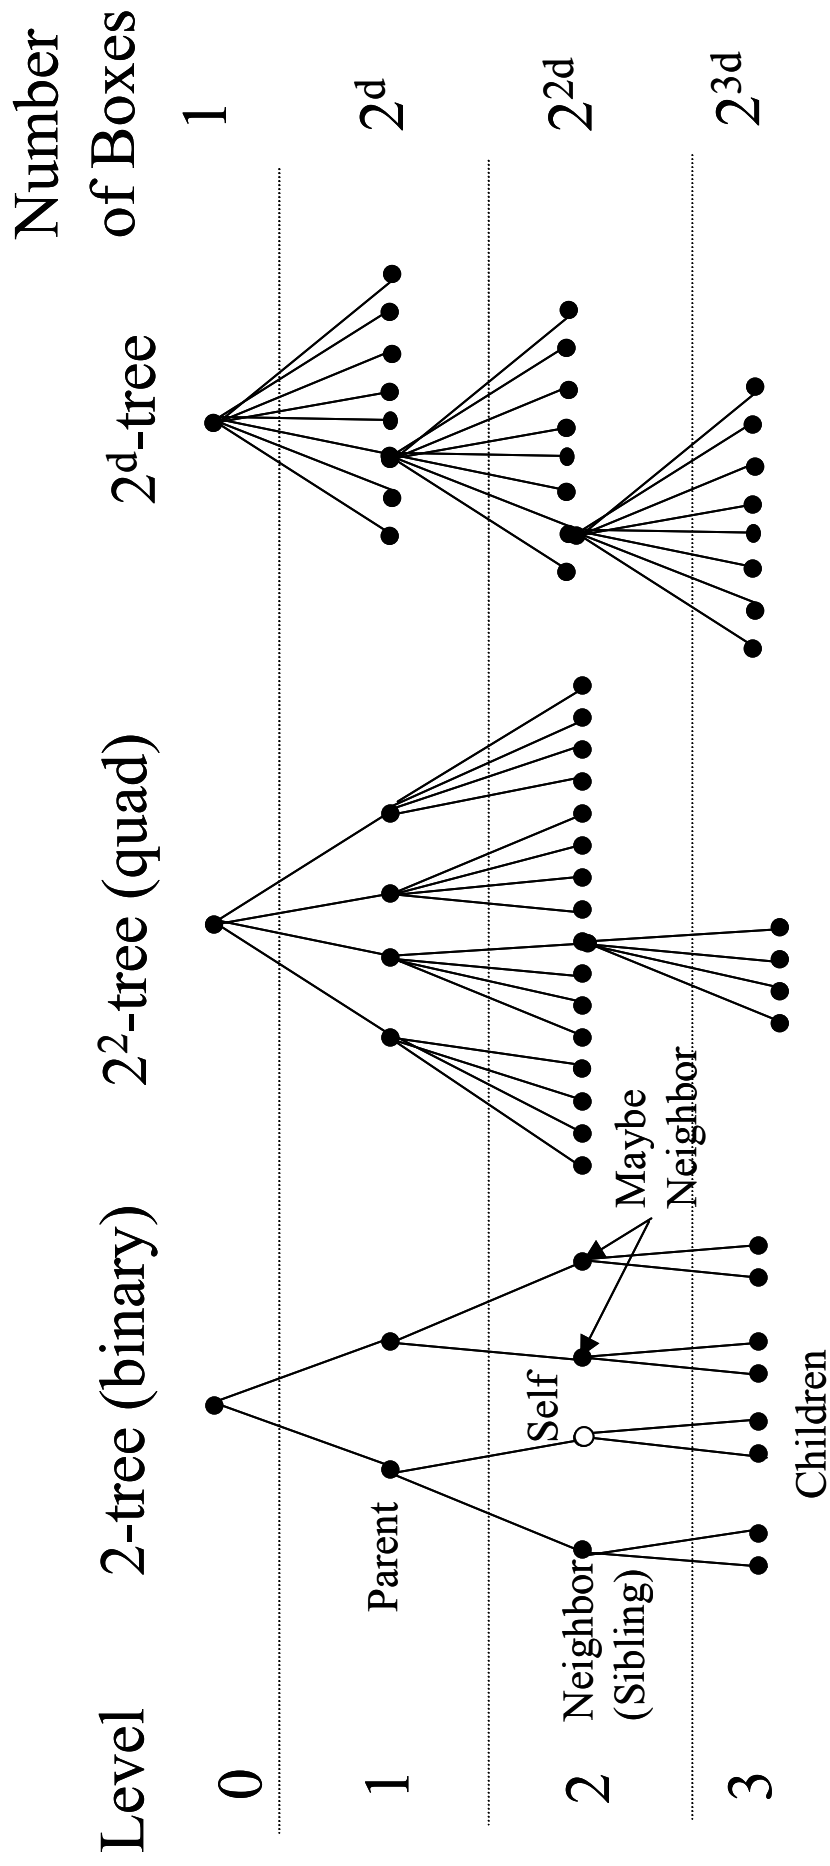 Level 2-tree (binary) 2²-tree (quad) 2ᵈ-tree Number
of Boxes
0 1
1 Parent 2ᵈ
2 Neighbor
(Sibling) Self Maybe
Neighbor 2²ᵈ
3 Children 2³ᵈ